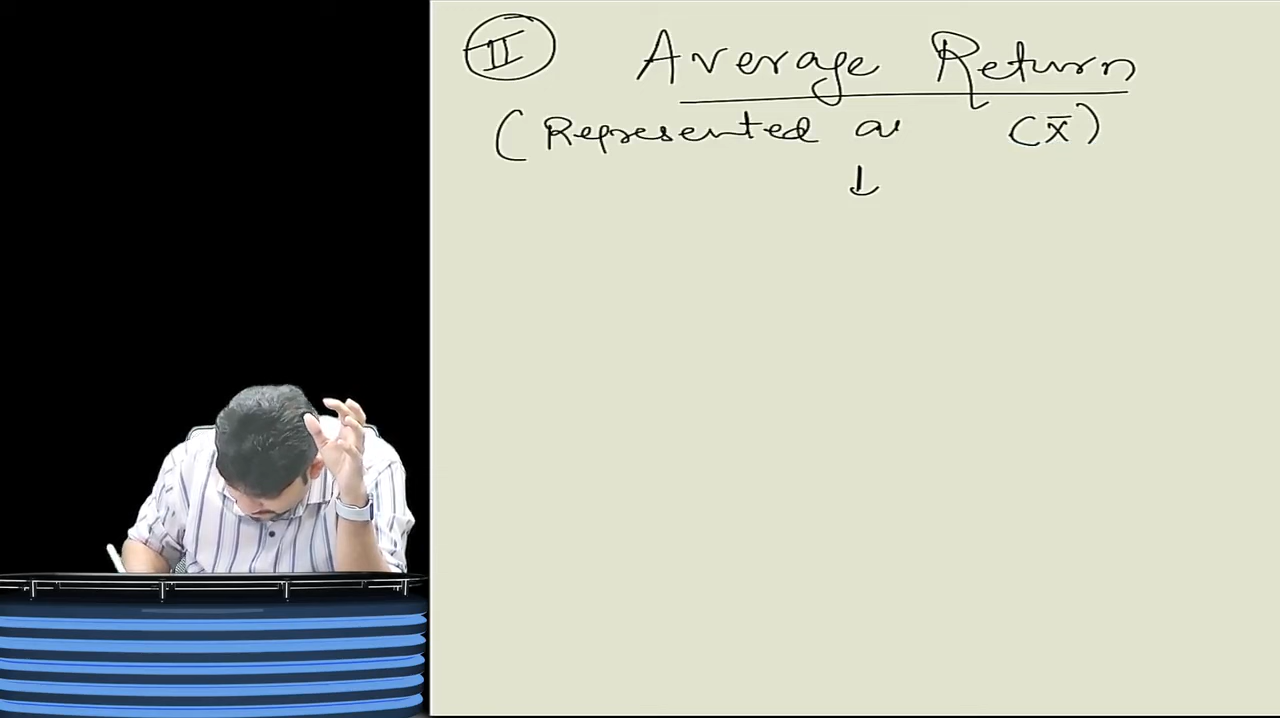 II Average Return
(Represented as (x̄)
↓